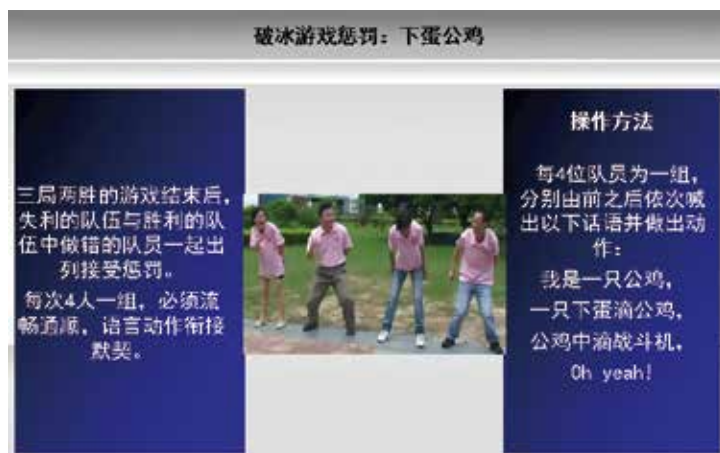 破冰游戏惩罚：下蛋公鸡
三局两胜的游戏结束后，
失利的队伍与胜利的队
伍中做错的队员一起出
列接受惩罚。
每次4人一组，必须流
畅通顺，语言动作衔接
默契。
操作方法
每4位队员为一组，
分别由前之后依次喊
出以下话语并做出动
作：
我是一只公鸡，
一只下蛋滴公鸡，
公鸡中滴战斗机，
Oh yeah!